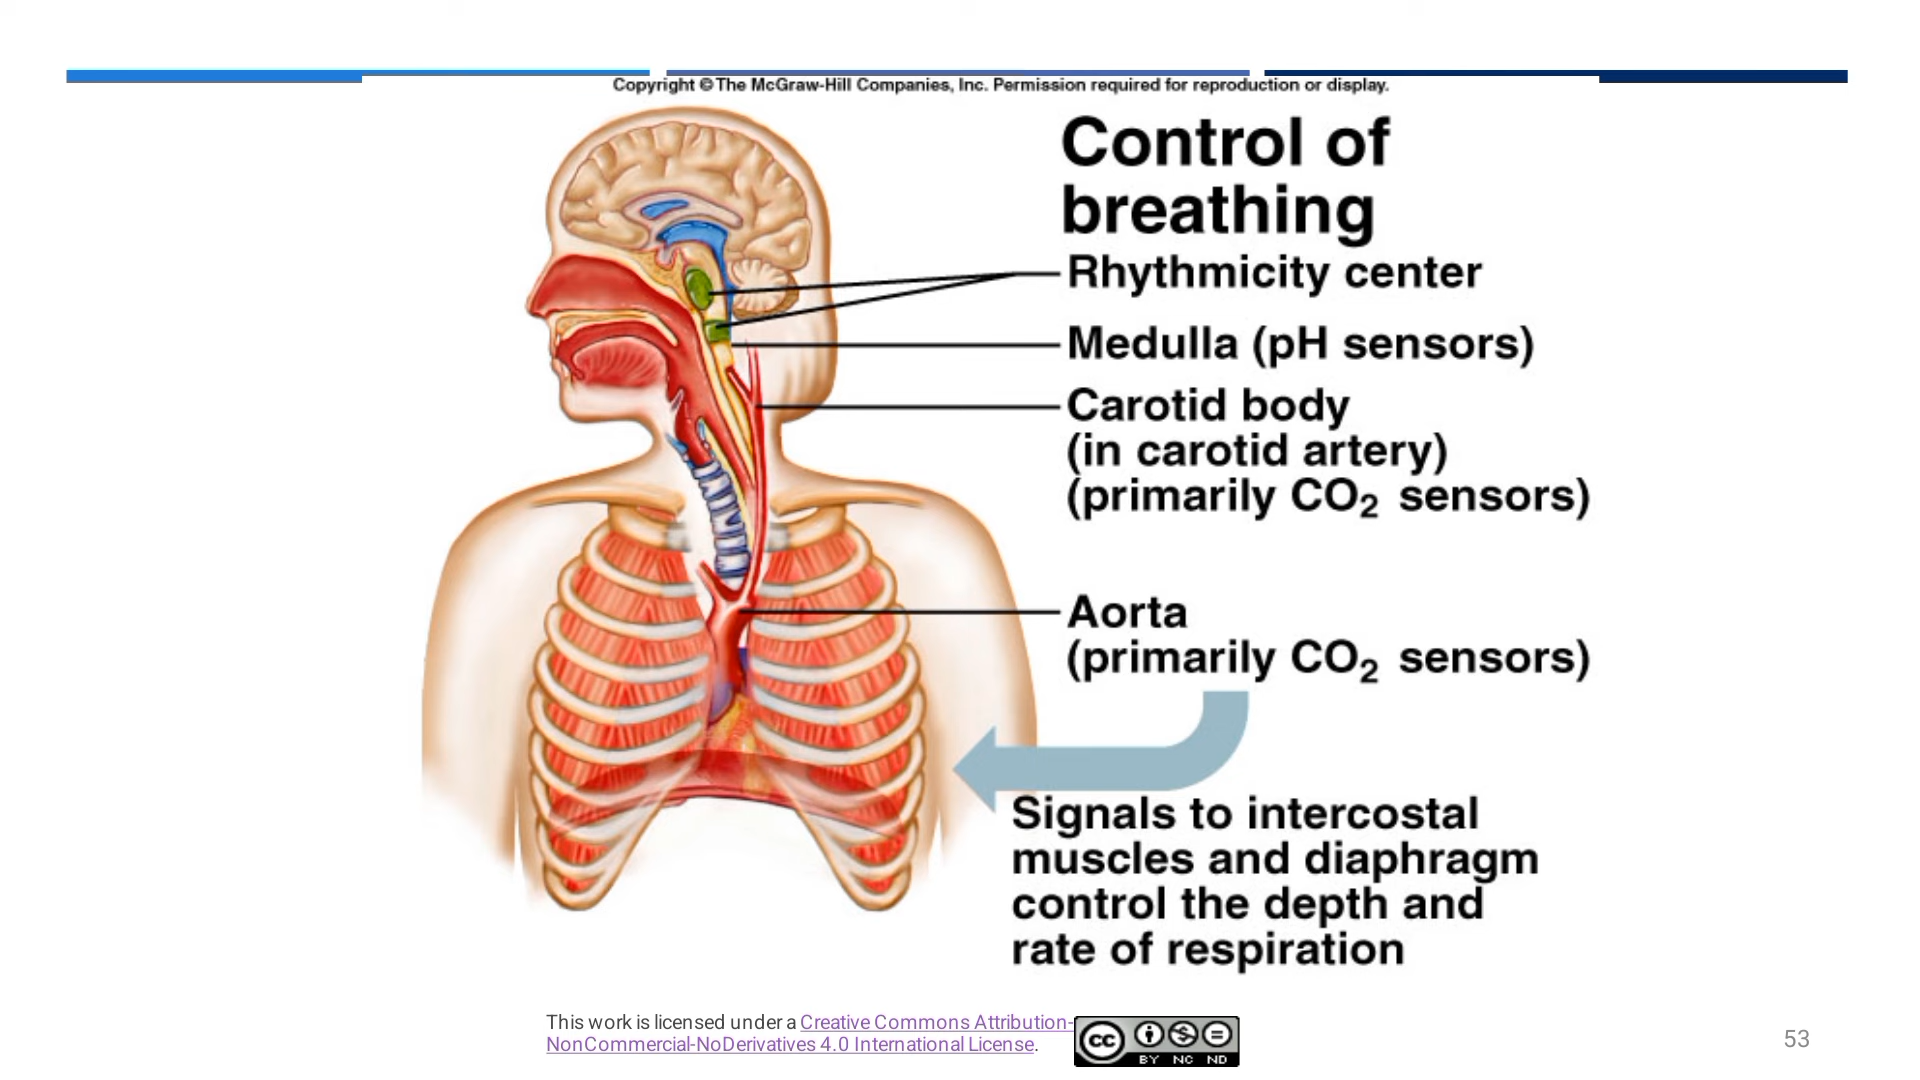 Copyright © The McGraw-Hill Companies, Inc. Permission required for reproduction or display.
Control of
breathing
Rhythmicity center
Medulla (pH sensors)
Carotid body
(in carotid artery)
(primarily CO₂ sensors)
Aorta
(primarily CO₂ sensors)
Signals to intercostal
muscles and diaphragm
control the depth and
rate of respiration
This work is licensed under a Creative Commons Attribution-
NonCommercial-NoDerivatives 4.0 International License.
cc
BY NC ND
53